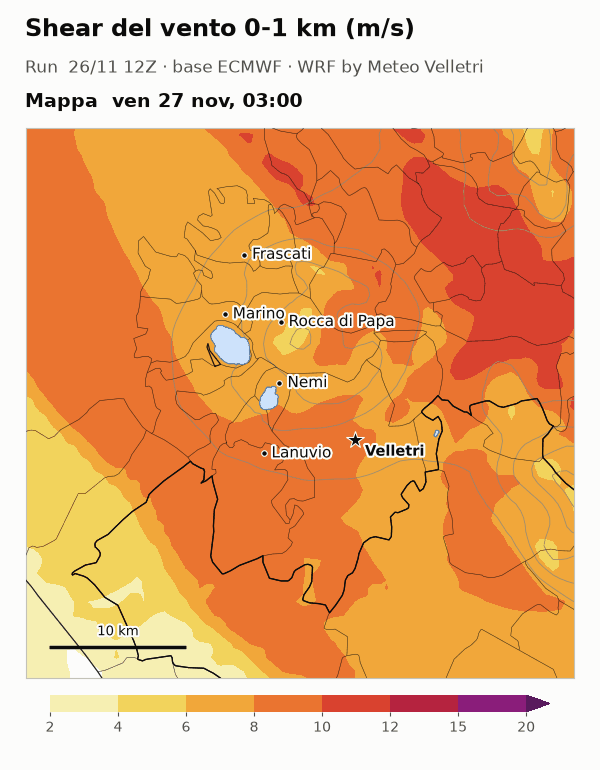 Shear del vento 0-1 km (m/s)
Run  26/11 12Z · base ECMWF · WRF by Meteo Velletri
Mappa  ven 27 nov, 03:00
Frascati
Marino
Rocca di Papa
Nemi
Velletri
Lanuvio
10 km
2 4 6 8 10 12 15 20